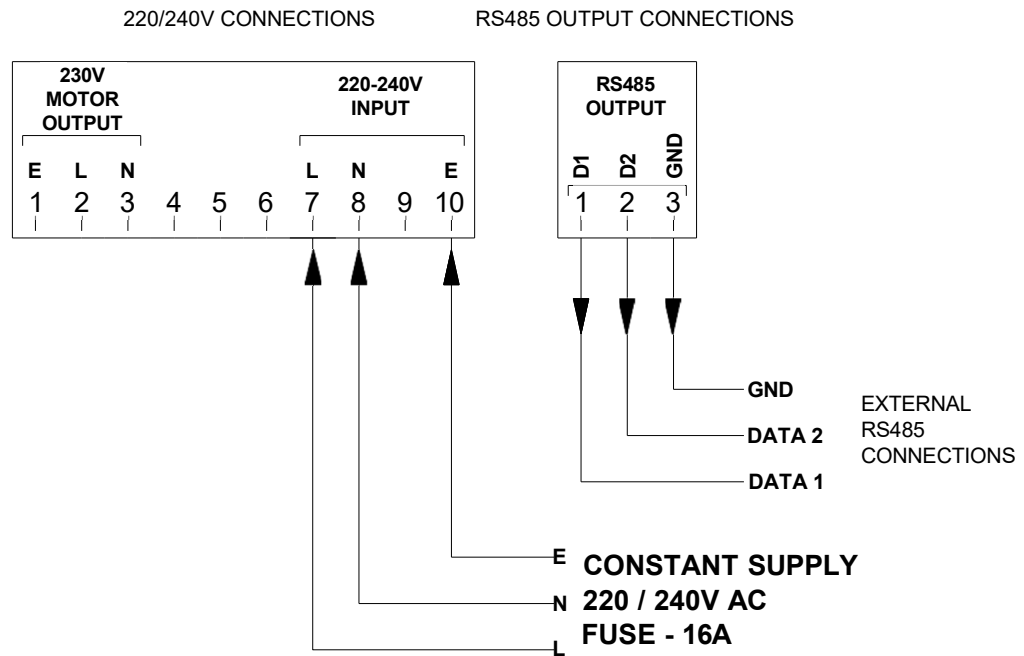 220/240V CONNECTIONS
RS485 OUTPUT CONNECTIONS
230V
MOTOR
OUTPUT
220-240V
INPUT
E L N L N E
1 2 3 4 5 6 7 8 9 10
RS485
OUTPUT
D1 D2 GND
1 2 3
GND
DATA 2
DATA 1
EXTERNAL
RS485
CONNECTIONS
E
N
L
CONSTANT SUPPLY
220 / 240V AC
FUSE - 16A